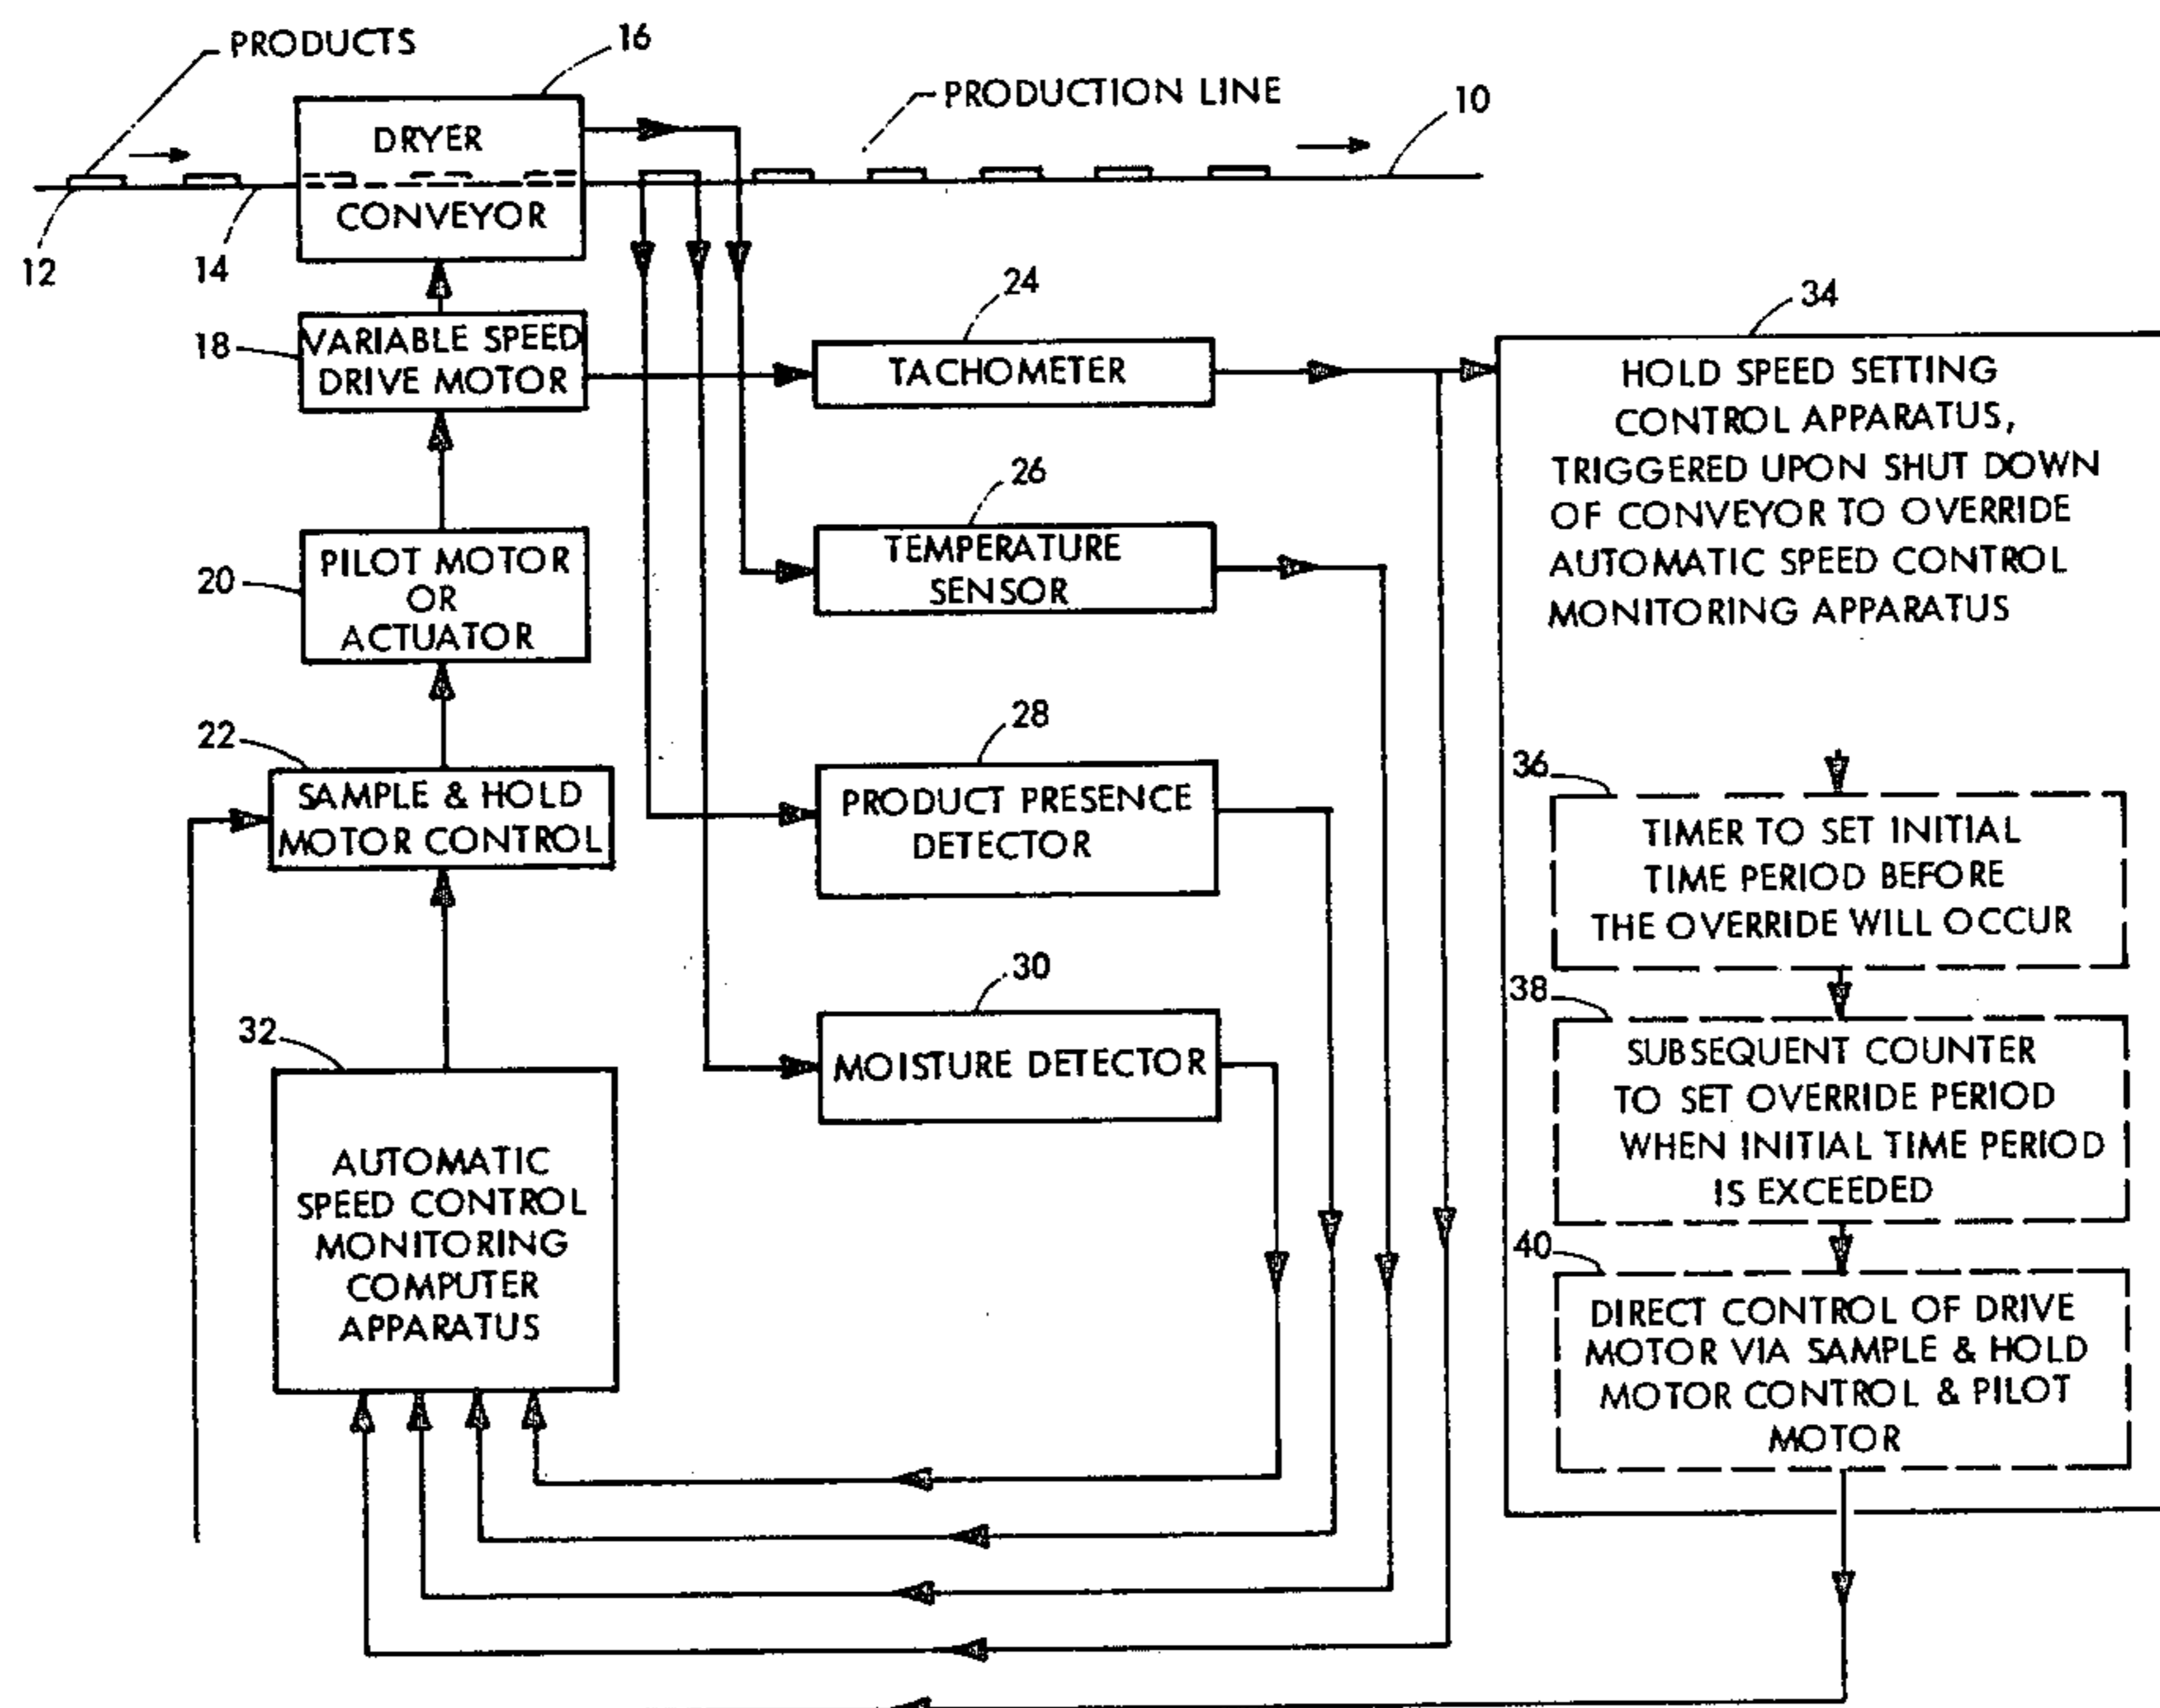 PRODUCTS
16
PRODUCTION LINE
10
DRYER
CONVEYOR
12
14
18
VARIABLE SPEED
DRIVE MOTOR
24
TACHOMETER
34
HOLD SPEED SETTING
CONTROL APPARATUS,
TRIGGERED UPON SHUT DOWN
OF CONVEYOR TO OVERRIDE
AUTOMATIC SPEED CONTROL
MONITORING APPARATUS
26
TEMPERATURE
SENSOR
20
PILOT MOTOR
OR
ACTUATOR
28
PRODUCT PRESENCE
DETECTOR
22
SAMPLE & HOLD
MOTOR CONTROL
36
TIMER TO SET INITIAL
TIME PERIOD BEFORE
THE OVERRIDE WILL OCCUR
30
MOISTURE DETECTOR
38
SUBSEQUENT COUNTER
TO SET OVERRIDE PERIOD
WHEN INITIAL TIME PERIOD
IS EXCEEDED
32
AUTOMATIC
SPEED CONTROL
MONITORING
COMPUTER
APPARATUS
40
DIRECT CONTROL OF DRIVE
MOTOR VIA SAMPLE & HOLD
MOTOR CONTROL & PILOT
MOTOR